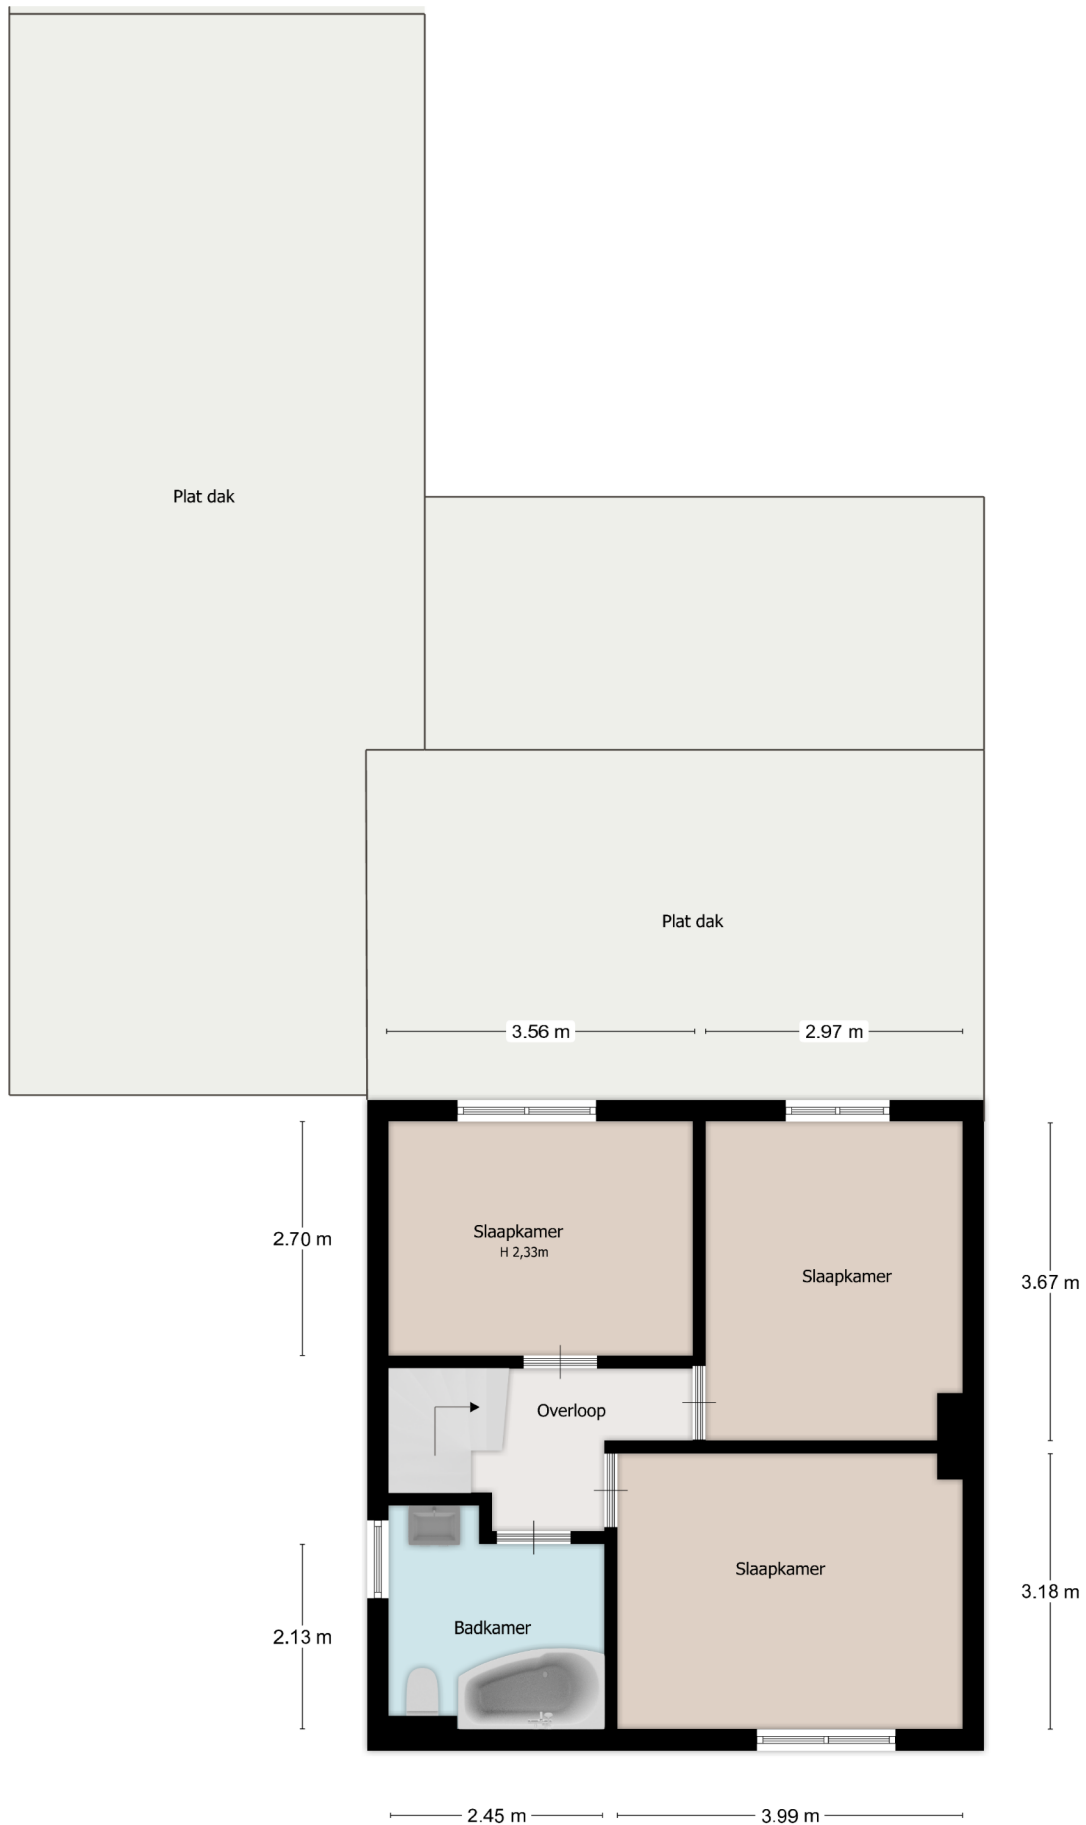 Plat dak
Plat dak
3.56 m
2.97 m
2.70 m
Slaapkamer
H 2,33m
Slaapkamer
3.67 m
Overloop
Slaapkamer
3.18 m
Badkamer
2.13 m
2.45 m
3.99 m